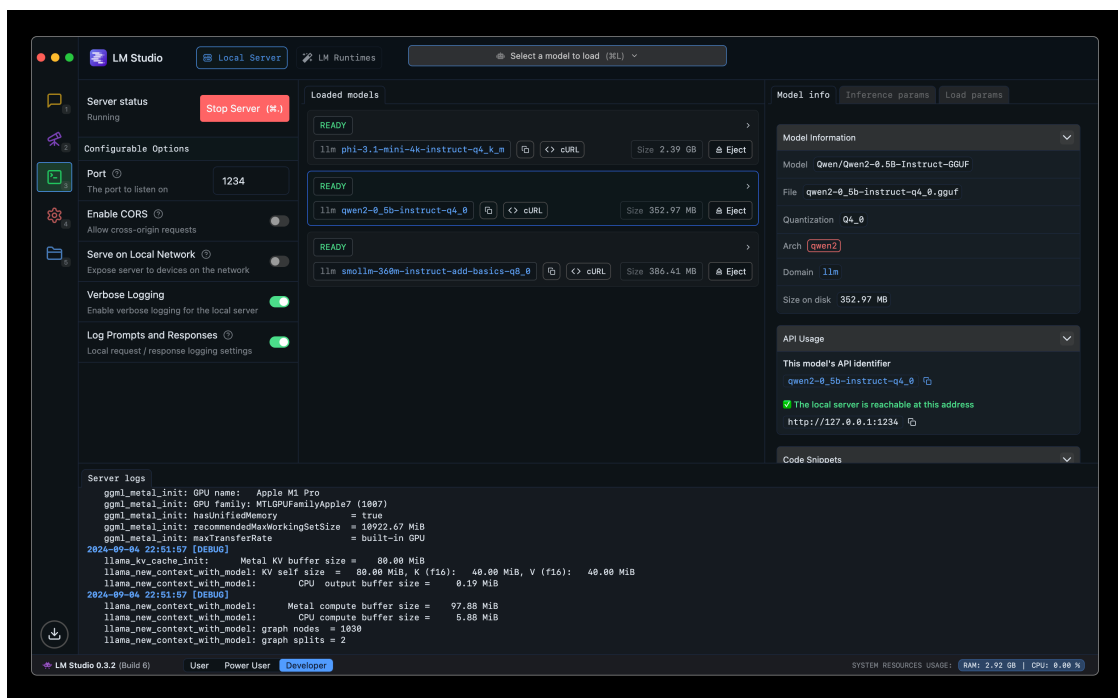 LM Studio
Local Server
LM Runtimes
Select a model to load (⌘L)
1
2
3
4
5
Server status
Running
Stop Server (⌘.)
Configurable Options
Port
The port to listen on
1234
Enable CORS
Allow cross-origin requests
Serve on Local Network
Expose server to devices on the network
Verbose Logging
Enable verbose logging for the local server
Log Prompts and Responses
Local request / response logging settings
Loaded models
READY
llm phi-3.1-mini-4k-instruct-q4_k_m <> cURL Size 2.39 GB Eject
READY
llm qwen2-0_5b-instruct-q4_0 <> cURL Size 352.97 MB Eject
READY
llm smollm-360m-instruct-add-basics-q8_0 <> cURL Size 386.41 MB Eject
Model info Inference params Load params
Model Information
Model Qwen/Qwen2-0.5B-Instruct-GGUF
File qwen2-0_5b-instruct-q4_0.gguf
Quantization Q4_0
Arch qwen2
Domain llm
Size on disk 352.97 MB
API Usage
This model's API identifier
qwen2-0_5b-instruct-q4_0
✅ The local server is reachable at this address
http://127.0.0.1:1234
Code Snippets
Server logs
ggml_metal_init: GPU name: Apple M1 Pro
ggml_metal_init: GPU family: MTLGPUFamilyApple7 (1007)
ggml_metal_init: hasUnifiedMemory = true
ggml_metal_init: recommendedMaxWorkingSetSize = 10922.67 MiB
ggml_metal_init: maxTransferRate = built-in GPU
2024-09-04 22:51:57 [DEBUG]
llama_kv_cache_init: Metal KV buffer size = 80.00 MiB
llama_new_context_with_model: KV self size = 80.00 MiB, K (f16): 40.00 MiB, V (f16): 40.00 MiB
llama_new_context_with_model: CPU output buffer size = 0.19 MiB
2024-09-04 22:51:57 [DEBUG]
llama_new_context_with_model: Metal compute buffer size = 97.88 MiB
llama_new_context_with_model: CPU compute buffer size = 5.88 MiB
llama_new_context_with_model: graph nodes = 1030
llama_new_context_with_model: graph splits = 2
LM Studio 0.3.2 (Build 6) User Power User Developer SYSTEM RESOURCES USAGE: RAM: 2.92 GB | CPU: 0.00 %